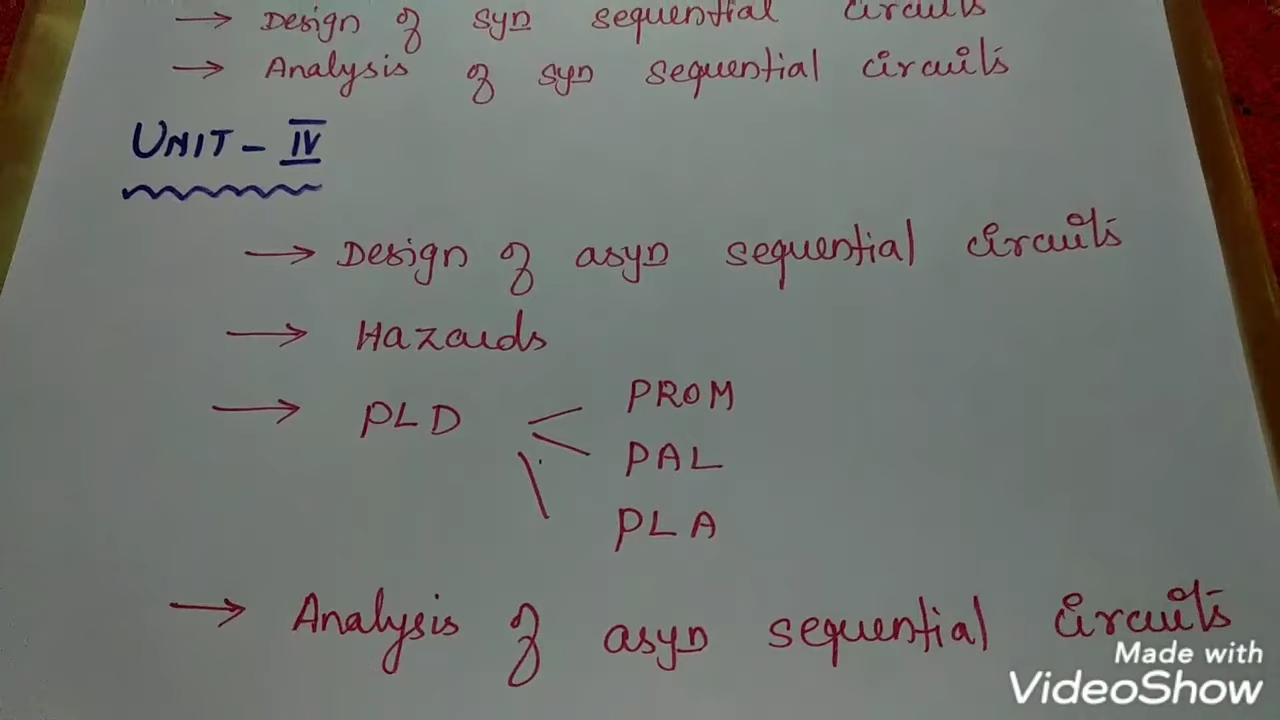 → Design of syn sequential circuits
→ Analysis of syn sequential circuits
UNIT - IV
→ Design of asyn sequential circuits
→ Hazards
→ PLD
PROM
PAL
PLA
→ Analysis of asyn sequential circuits
Made with
VideoShow